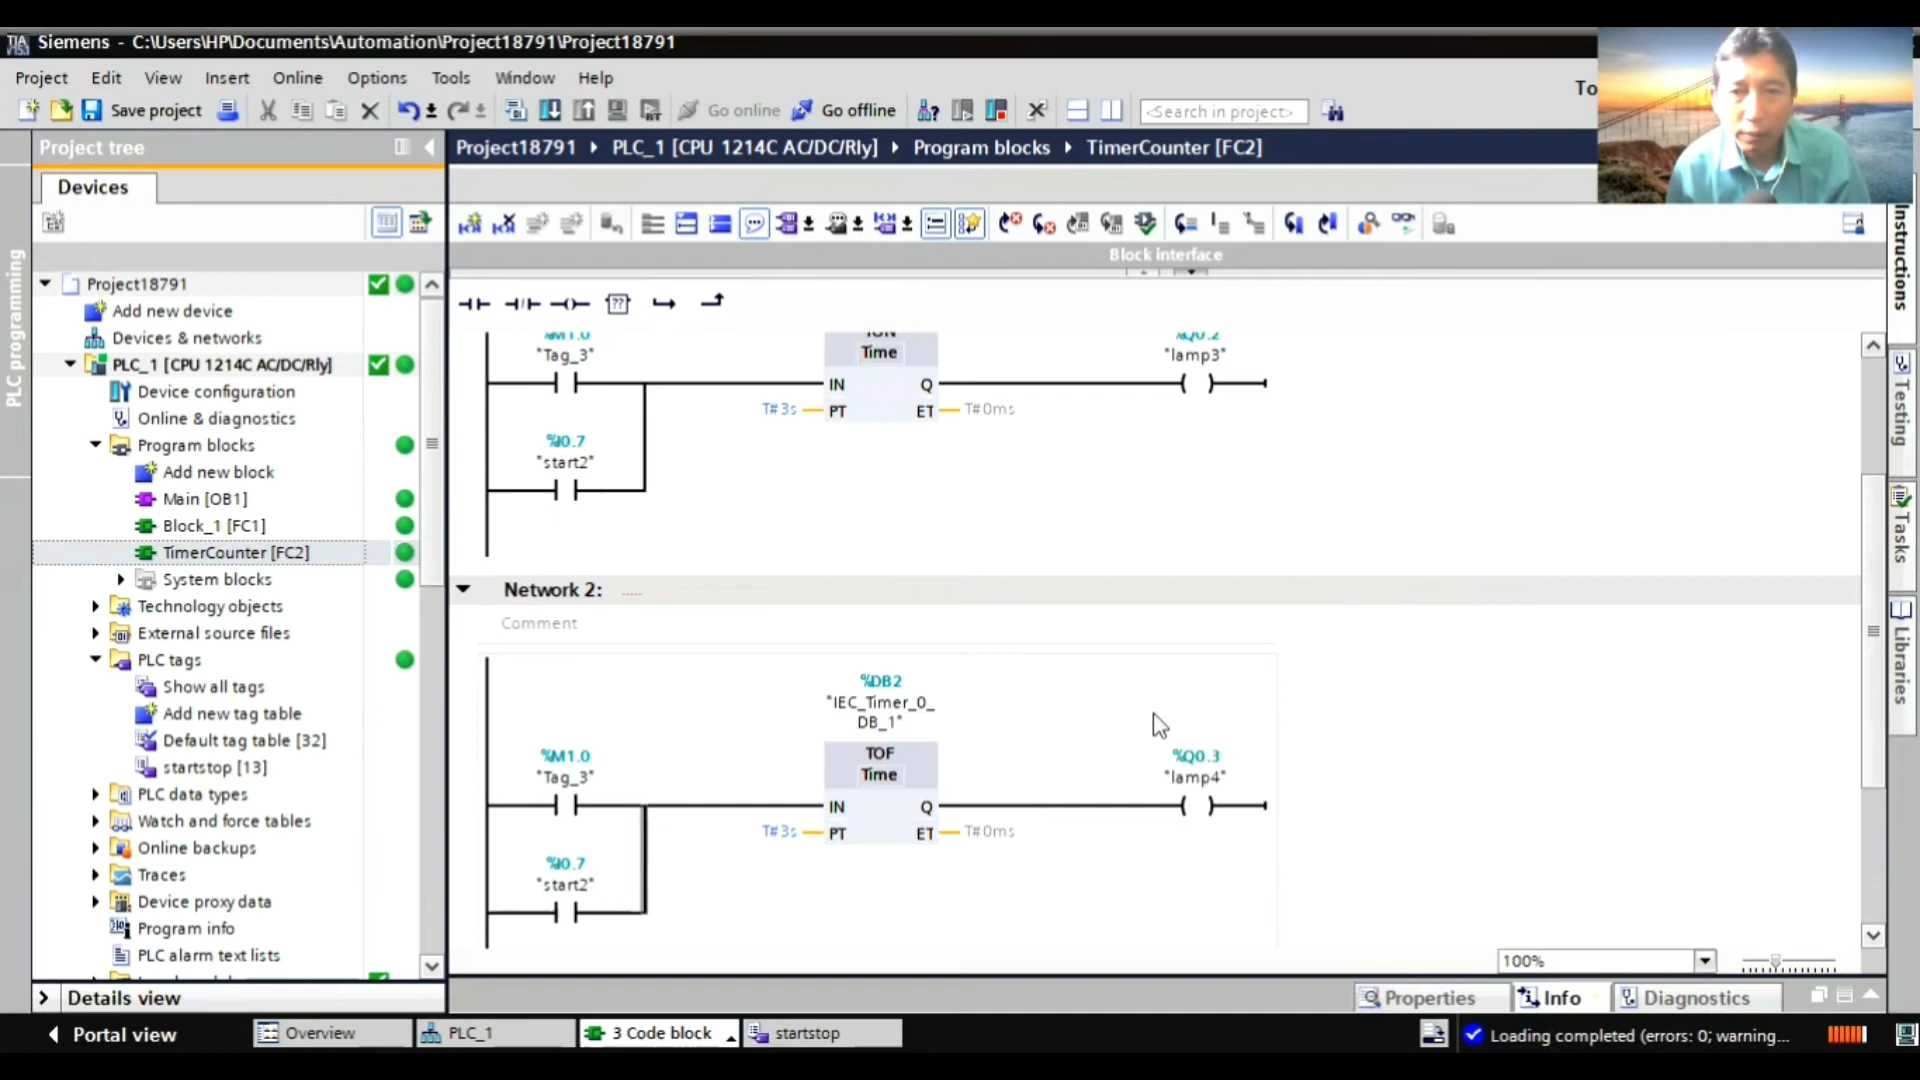 Siemens - C:\Users\HP\Documents\Automation\Project18791\Project18791
Project Edit View Insert Online Options Tools Window Help
To
Save project
Go online
Go offline
<Search in project>
Project tree
Project18791 PLC_1 [CPU 1214C AC/DC/Rly] Program blocks TimerCounter [FC2]
Devices
Block interface
PLC programming
Project18791
Add new device
Devices & networks
PLC_1 [CPU 1214C AC/DC/Rly]
Device configuration
Online & diagnostics
Program blocks
Add new block
Main [OB1]
Block_1 [FC1]
TimerCounter [FC2]
System blocks
Technology objects
External source files
PLC tags
Show all tags
Add new tag table
Default tag table [32]
startstop [13]
PLC data types
Watch and force tables
Online backups
Traces
Device proxy data
Program info
PLC alarm text lists
Details view
??
%M1.0
"Tag_3"
TON
Time
%Q0.2
"lamp3"
IN Q
T#3s PT ET T#0ms
%I0.7
"start2"
Network 2: .....
Comment
%DB2
"IEC_Timer_0_
DB_1"
%M1.0
"Tag_3"
TOF
Time
%Q0.3
"lamp4"
IN Q
T#3s PT ET T#0ms
%I0.7
"start2"
100%
Properties
Info
Diagnostics
Instructions
Testing
Tasks
Libraries
Portal view
Overview
PLC_1
3 Code block
startstop
Loading completed (errors: 0; warning...